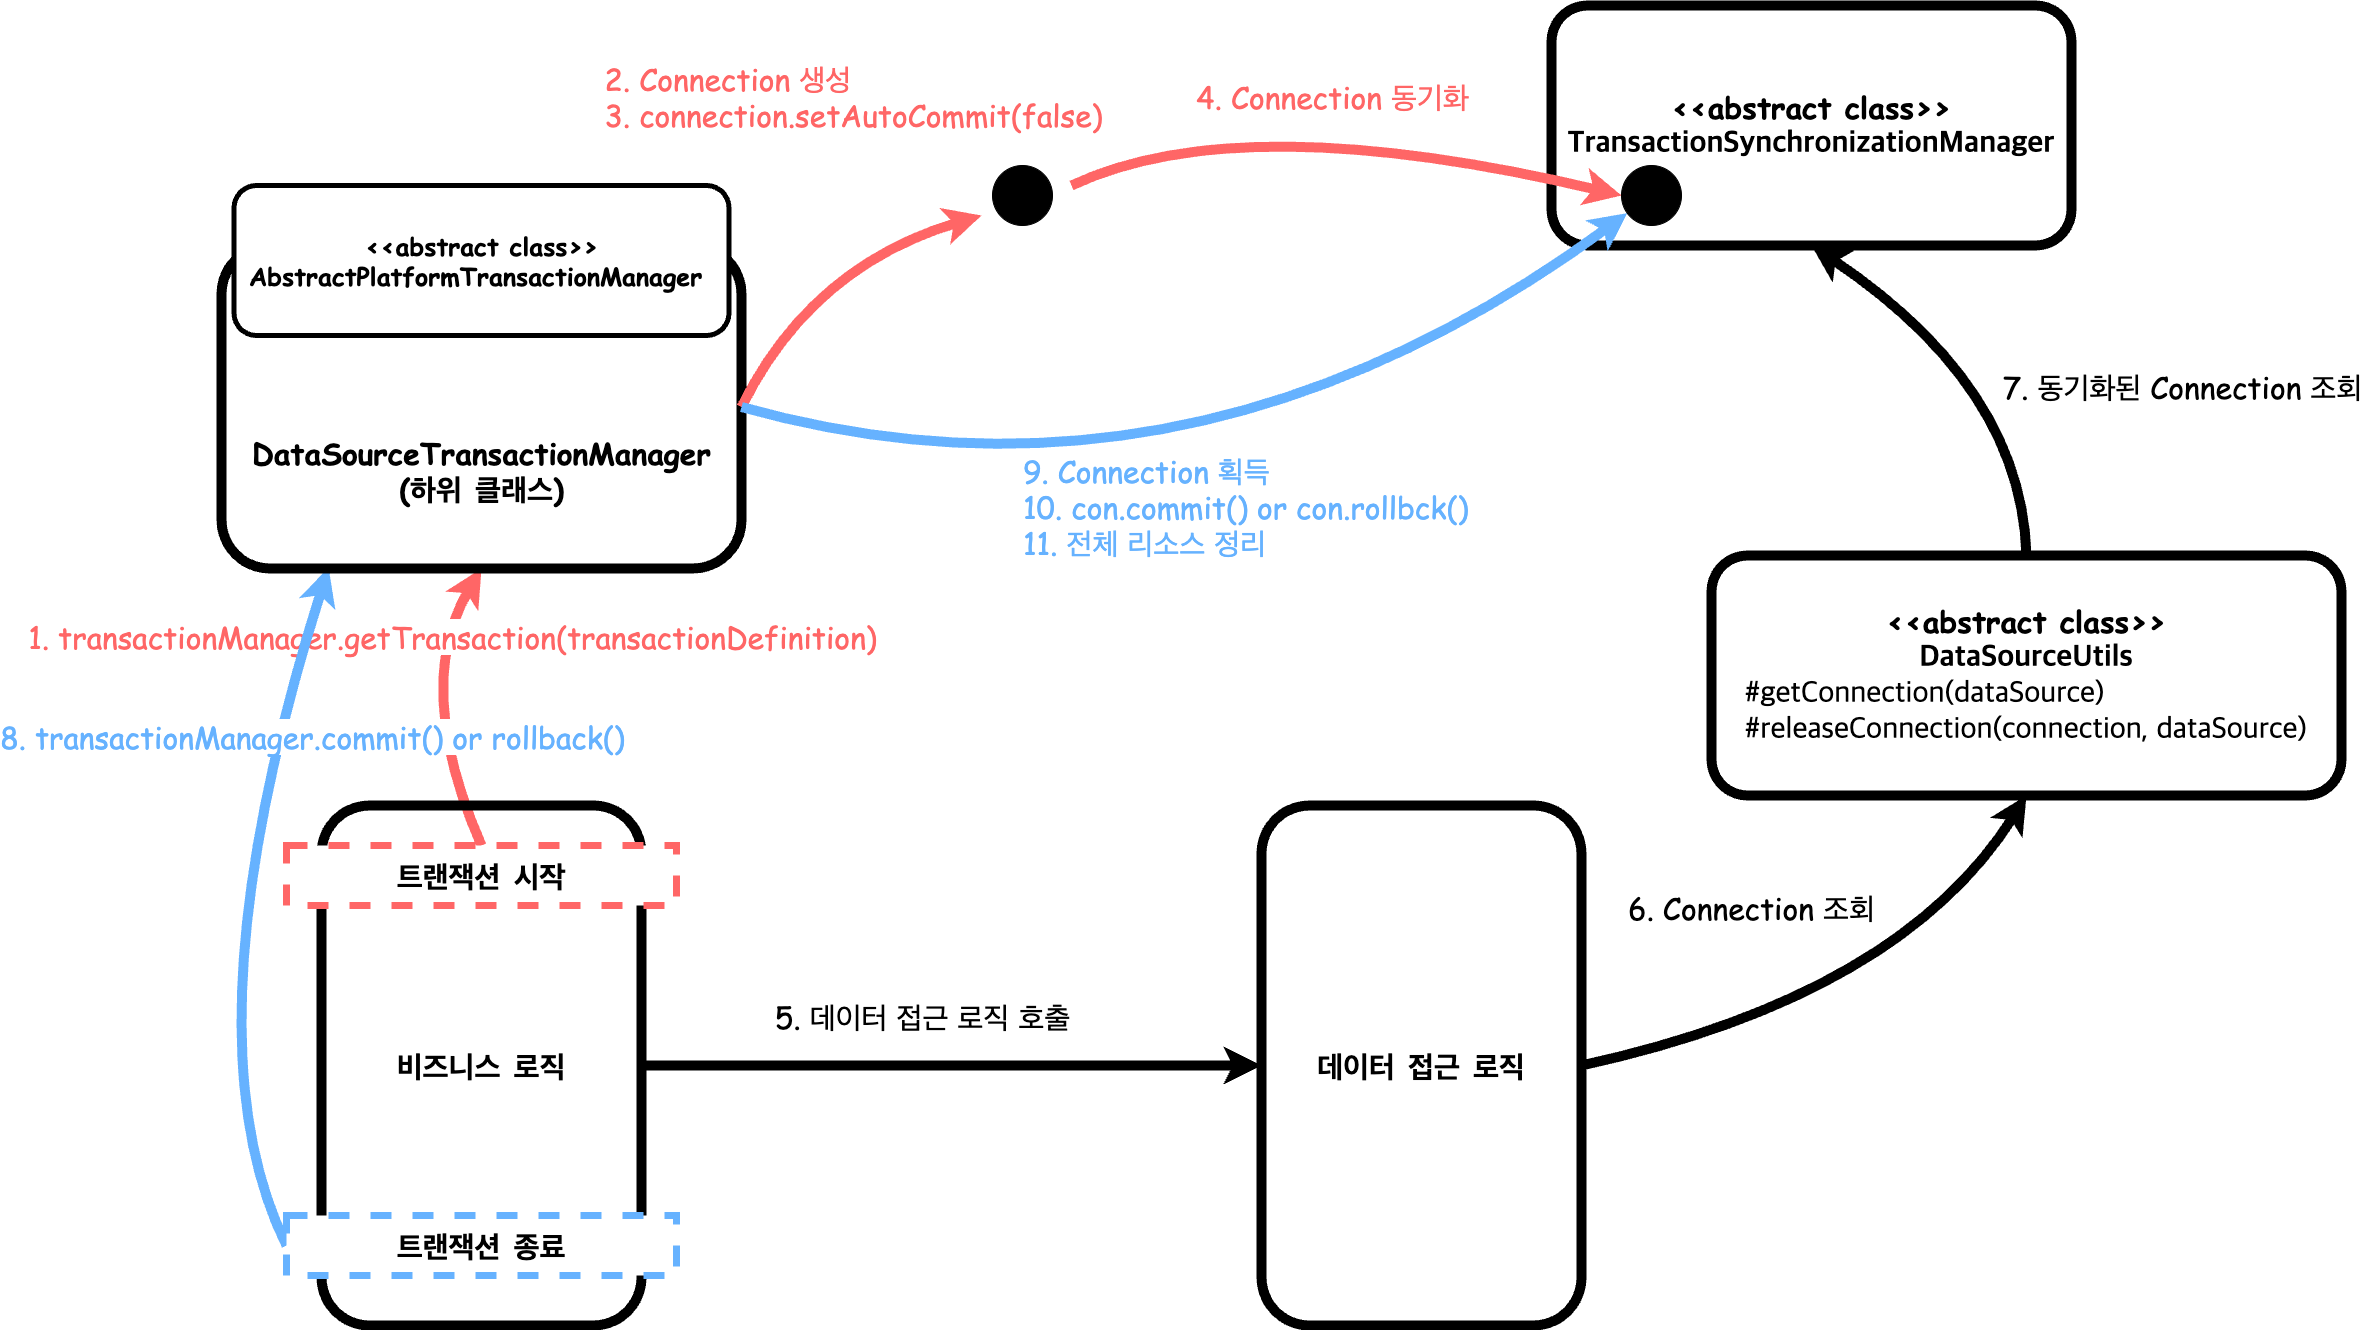 2. Connection 생성
3. connection.setAutoCommit(false)
4. Connection 동기화
<<abstract class>>
TransactionSynchronizationManager
<<abstract class>>
AbstractPlatformTransactionManager
DataSourceTransactionManager
(하위 클래스)
7. 동기화된 Connection 조회
9. Connection 획득
10. con.commit() or con.rollbck()
11. 전체 리소스 정리
1. transactionManager.getTransaction(transactionDefinition)
<<abstract class>>
DataSourceUtils
#getConnection(dataSource)
#releaseConnection(connection, dataSource)
8. transactionManager.commit() or rollback()
트랜잭션 시작
6. Connection 조회
5. 데이터 접근 로직 호출
비즈니스 로직
데이터 접근 로직
트랜잭션 종료